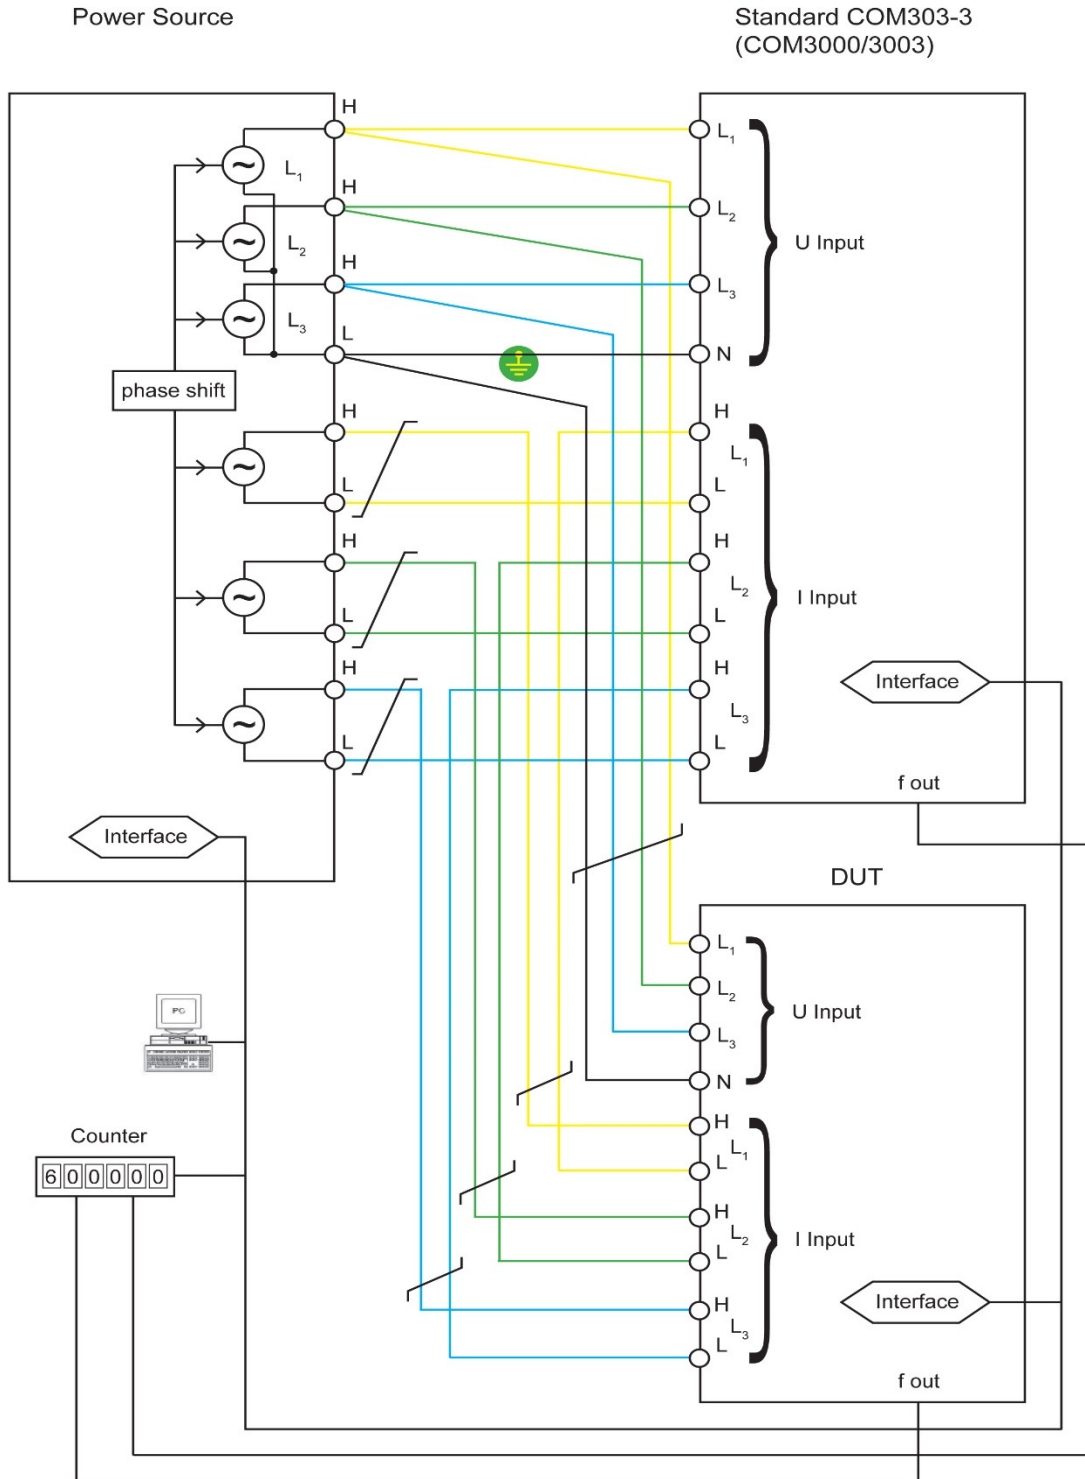 Power Source
Standard COM303-3
(COM3000/3003)
H
L1
H
L2
H
L3
L
phase shift
H
L
H
L
H
L
Interface
L1
L2
U Input
L3
N
H
L1
L
H
L2
I Input
L
H
Interface
L3
L
f out
DUT
L1
L2
U Input
L3
N
H
L1
L
H
L2
I Input
L
H
Interface
L3
L
f out
PC
Counter
600000